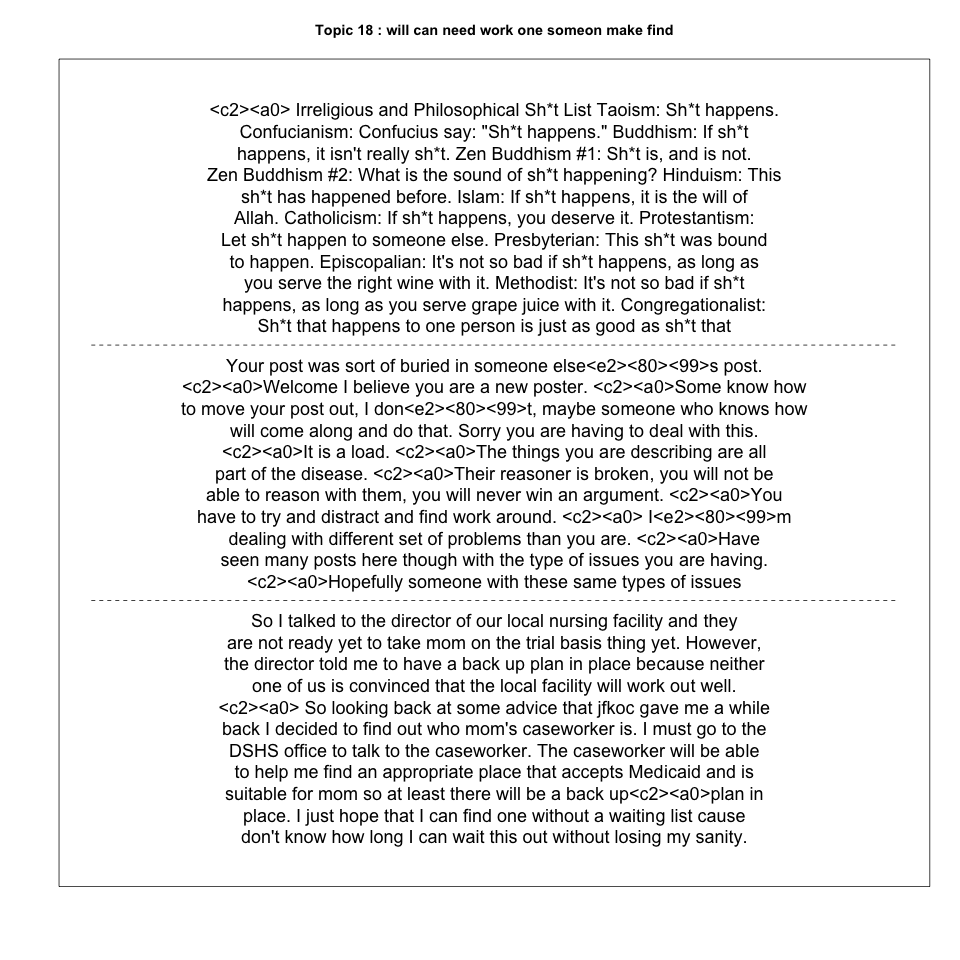 Topic 18 : will can need work one someon make find
<c2><a0> Irreligious and Philosophical Sh*t List Taoism: Sh*t happens.
Confucianism: Confucius say: "Sh*t happens." Buddhism: If sh*t
happens, it isn't really sh*t. Zen Buddhism #1: Sh*t is, and is not.
Zen Buddhism #2: What is the sound of sh*t happening? Hinduism: This
sh*t has happened before. Islam: If sh*t happens, it is the will of
Allah. Catholicism: If sh*t happens, you deserve it. Protestantism:
Let sh*t happen to someone else. Presbyterian: This sh*t was bound
to happen. Episcopalian: It's not so bad if sh*t happens, as long as
you serve the right wine with it. Methodist: It's not so bad if sh*t
happens, as long as you serve grape juice with it. Congregationalist:
Sh*t that happens to one person is just as good as sh*t that
Your post was sort of buried in someone else<e2><80><99>s post.
<c2><a0>Welcome I believe you are a new poster. <c2><a0>Some know how
to move your post out, I don<e2><80><99>t, maybe someone who knows how
will come along and do that. Sorry you are having to deal with this.
<c2><a0>It is a load. <c2><a0>The things you are describing are all
part of the disease. <c2><a0>Their reasoner is broken, you will not be
able to reason with them, you will never win an argument. <c2><a0>You
have to try and distract and find work around. <c2><a0> I<e2><80><99>m
dealing with different set of problems than you are. <c2><a0>Have
seen many posts here though with the type of issues you are having.
<c2><a0>Hopefully someone with these same types of issues
So I talked to the director of our local nursing facility and they
are not ready yet to take mom on the trial basis thing yet. However,
the director told me to have a back up plan in place because neither
one of us is convinced that the local facility will work out well.
<c2><a0> So looking back at some advice that jfkoc gave me a while
back I decided to find out who mom's caseworker is. I must go to the
DSHS office to talk to the caseworker. The caseworker will be able
to help me find an appropriate place that accepts Medicaid and is
suitable for mom so at least there will be a back up<c2><a0>plan in
place. I just hope that I can find one without a waiting list cause
don't know how long I can wait this out without losing my sanity.